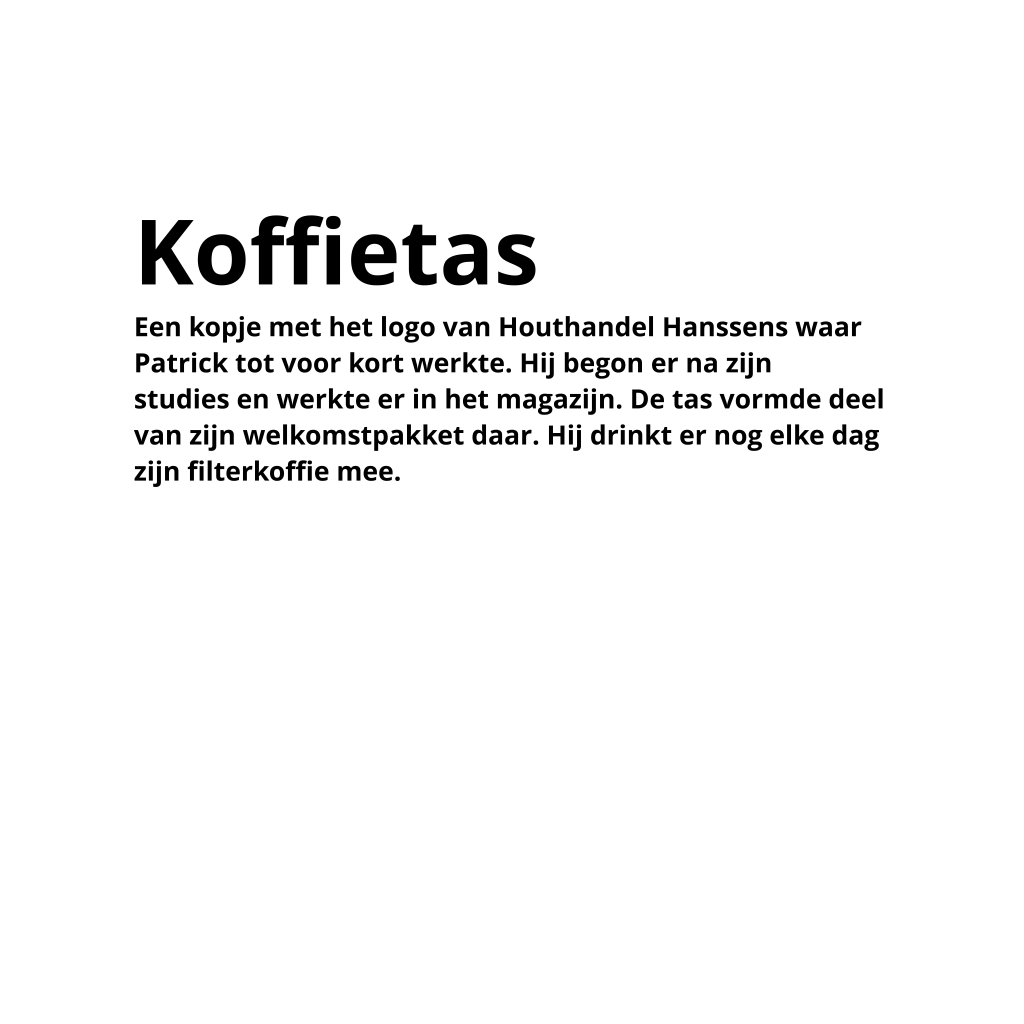 Koffietas
Een kopje met het logo van Houthandel Hanssens waar
Patrick tot voor kort werkte. Hij begon er na zijn
studies en werkte er in het magazijn. De tas vormde deel
van zijn welkomstpakket daar. Hij drinkt er nog elke dag
zijn filterkoffie mee.